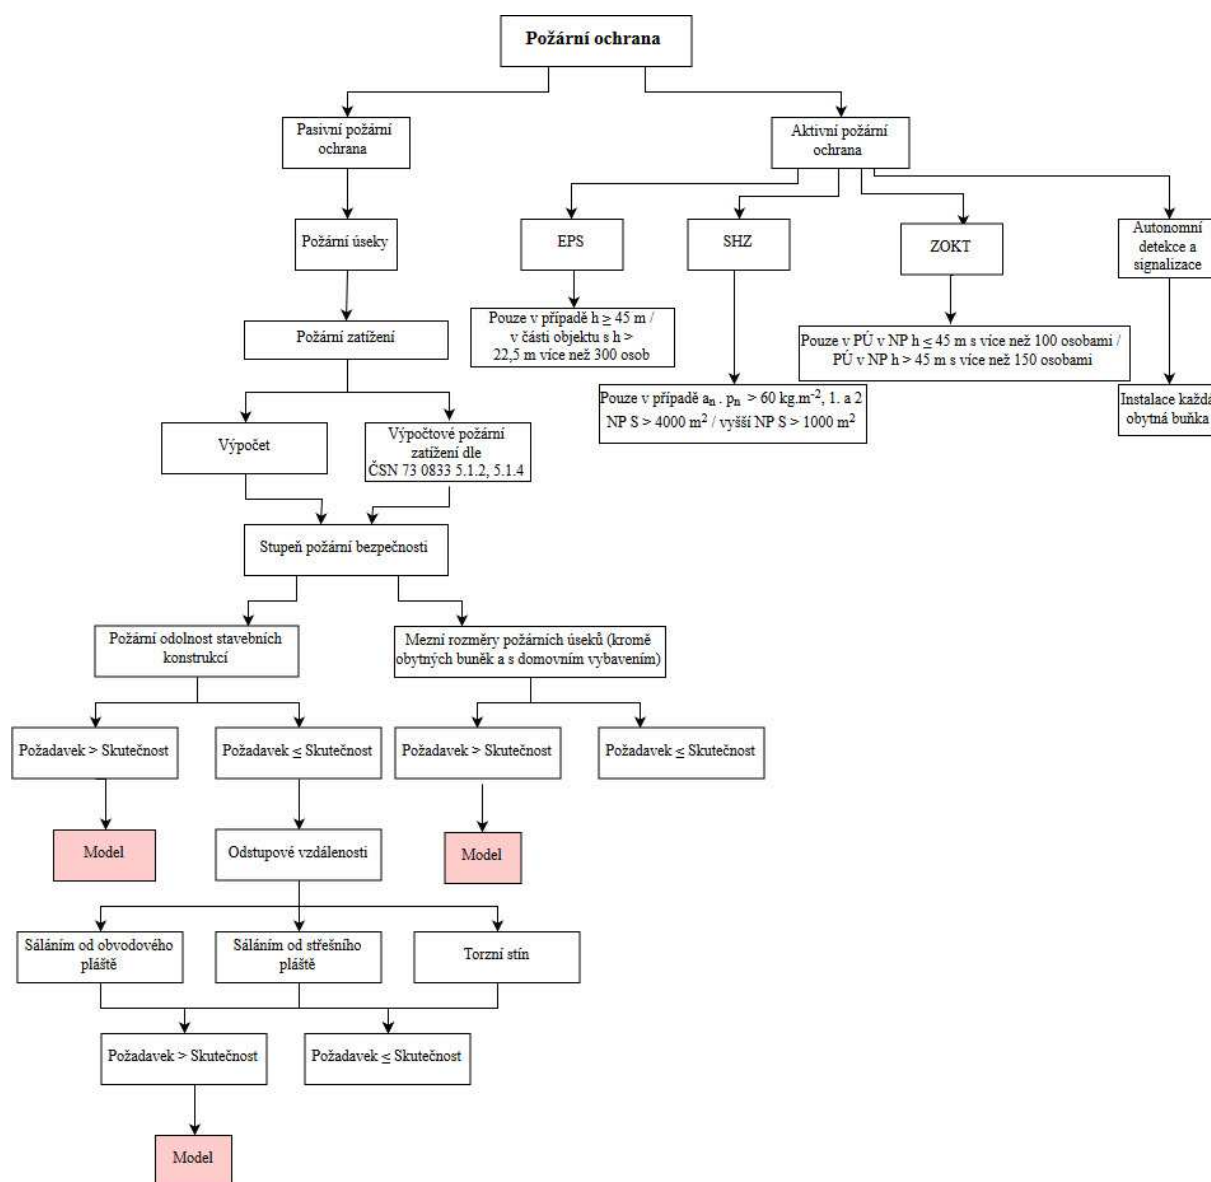 Požární ochrana
Pasivní požární
ochrana
Aktivní požární
ochrana
Požární úseky
EPS
SHZ
ZOKT
Autonomní
detekce a
signalizace
Požární zatížení
Pouze v případě h ≥ 45 m /
v části objektu s h >
22,5 m více než 300 osob
Pouze v PÚ v NP h ≤ 45 m s více než 100 osobami /
PÚ v NP h > 45 m s více než 150 osobami
Pouze v případě aₙ . pₙ > 60 kg.m⁻², 1. a 2
NP S > 4000 m² / vyšší NP S > 1000 m²
Instalace každá
obytná buňka
Výpočet
Výpočtové požární
zatížení dle
ČSN 73 0833 5.1.2, 5.1.4
Stupeň požární bezpečnosti
Požární odolnost stavebních
konstrukcí
Mezní rozměry požárních úseků (kromě
obytných buněk a s domovním vybavením)
Požadavek > Skutečnost
Požadavek ≤ Skutečnost
Požadavek > Skutečnost
Požadavek ≤ Skutečnost
Model
Odstupové vzdálenosti
Model
Sáláním od obvodového
pláště
Sáláním od střešního
pláště
Torzní stín
Požadavek > Skutečnost
Požadavek ≤ Skutečnost
Model